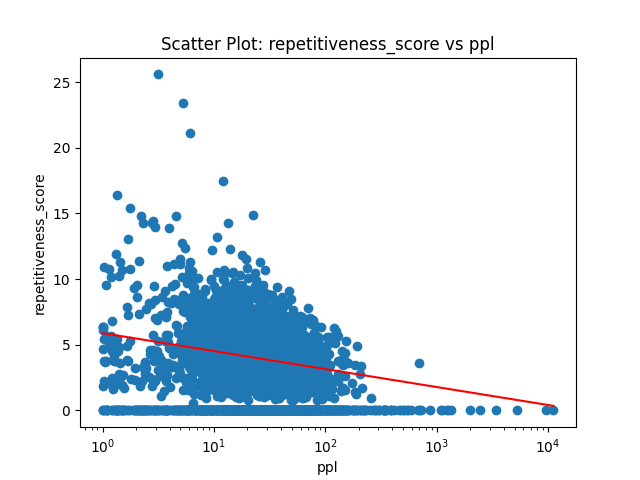 Scatter Plot: repetitiveness_score vs ppl
repetitiveness_score
25
20
15
10
5
0
10⁰ 10¹ 10² 10³ 10⁴
ppl